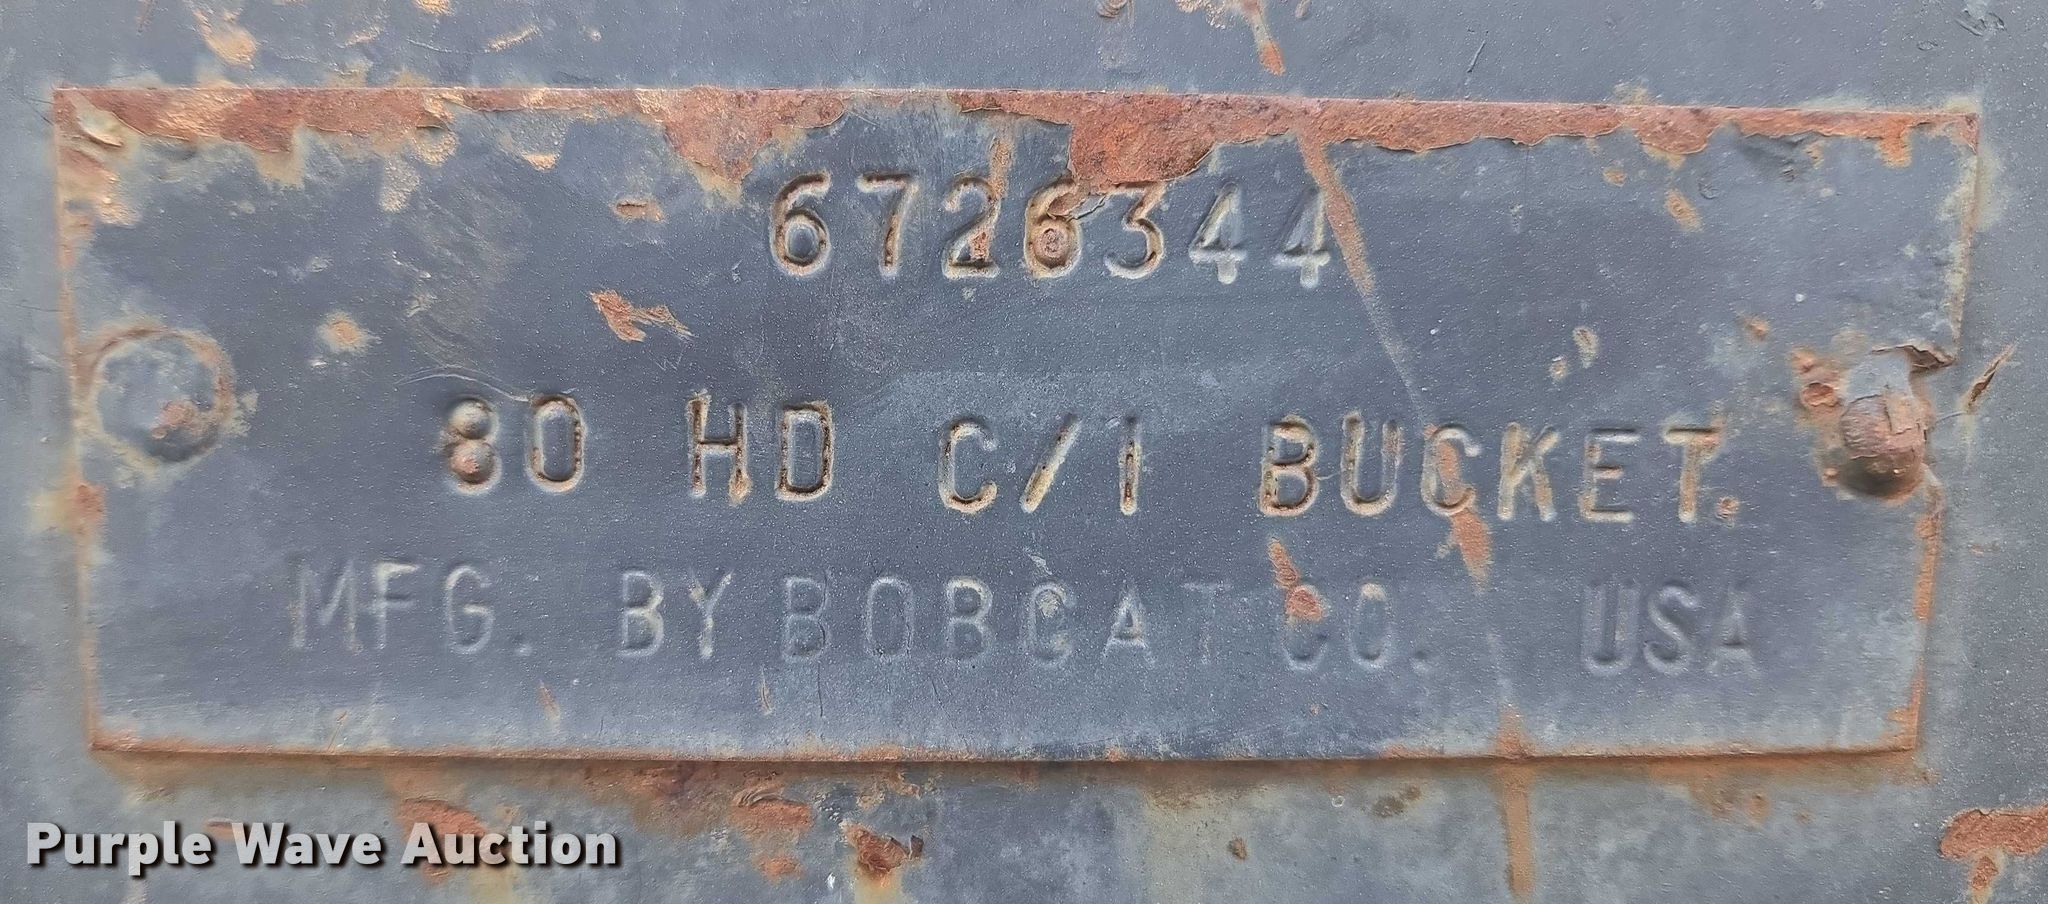 6726344
80 HD C/I BUCKET.
MFG. BY BOBCAT CO. USA
Purple Wave Auction